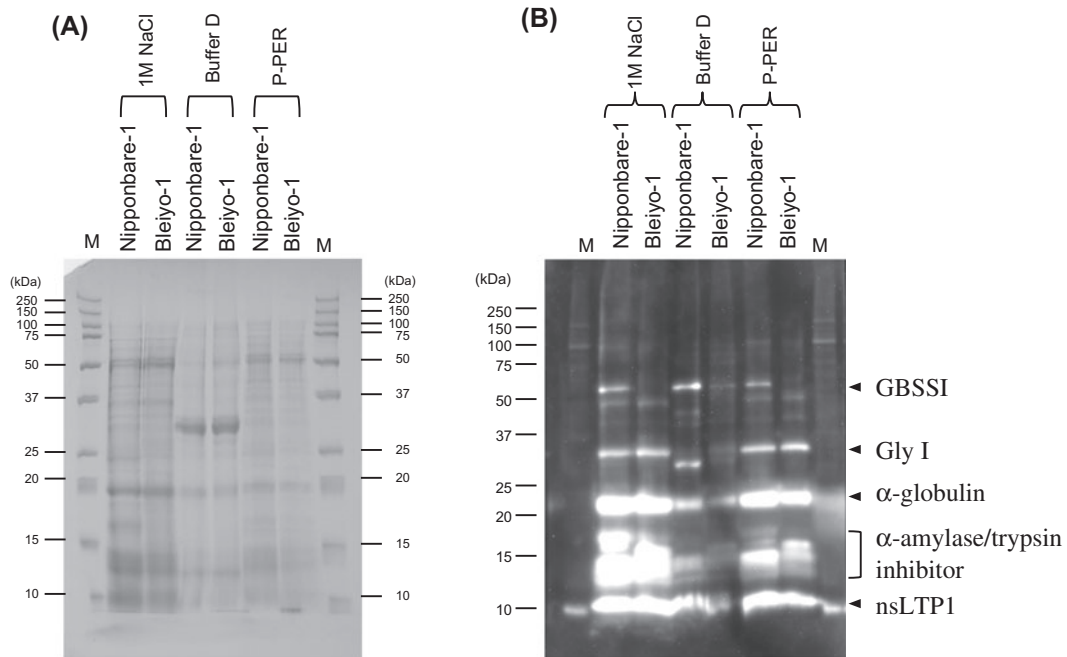 (A)
1M NaCl
Buffer D
P-PER
Nipponbare-1
Bleiyo-1
Nipponbare-1
Bleiyo-1
Nipponbare-1
Bleiyo-1
M
M
(kDa)
250
150
100
75
50
37
25
20
15
10
(kDa)
250
150
100
75
50
37
25
20
15
10
(B)
1M NaCl
Buffer D
P-PER
Nipponbare-1
Bleiyo-1
Nipponbare-1
Bleiyo-1
Nipponbare-1
Bleiyo-1
M
M
(kDa)
250
150
100
75
50
37
25
20
15
10
GBSSI
Gly I
α-globulin
α-amylase/trypsin
inhibitor
nsLTP1